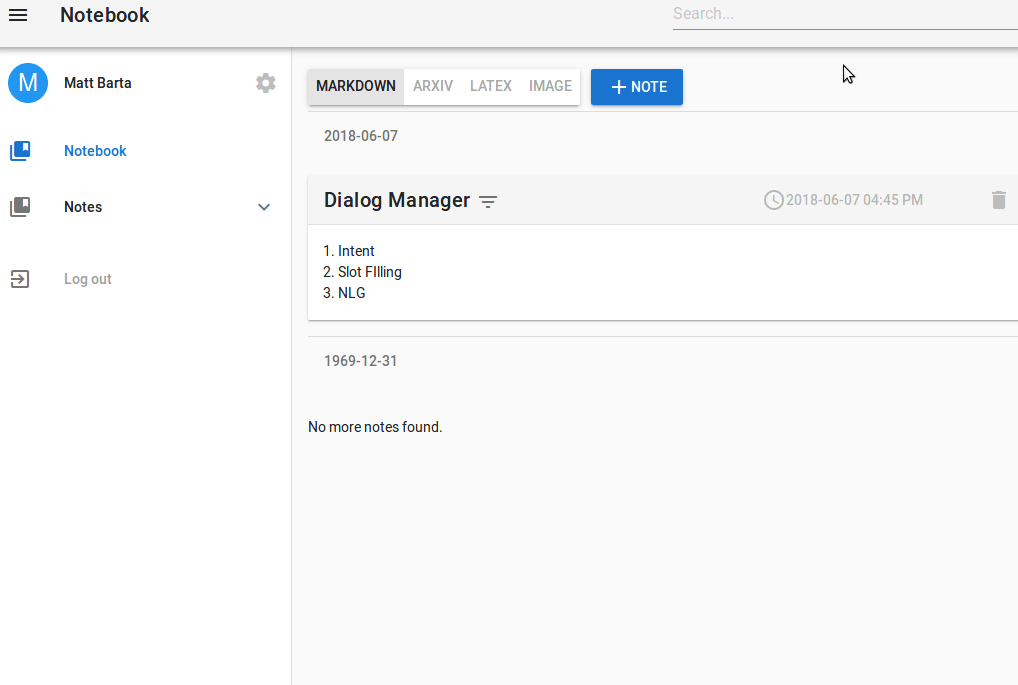 Notebook
Search...
M
Matt Barta
Notebook
Notes
Log out
MARKDOWN ARXIV LATEX IMAGE + NOTE
2018-06-07
Dialog Manager
2018-06-07 04:45 PM
1. Intent
2. Slot FIlling
3. NLG
1969-12-31
No more notes found.